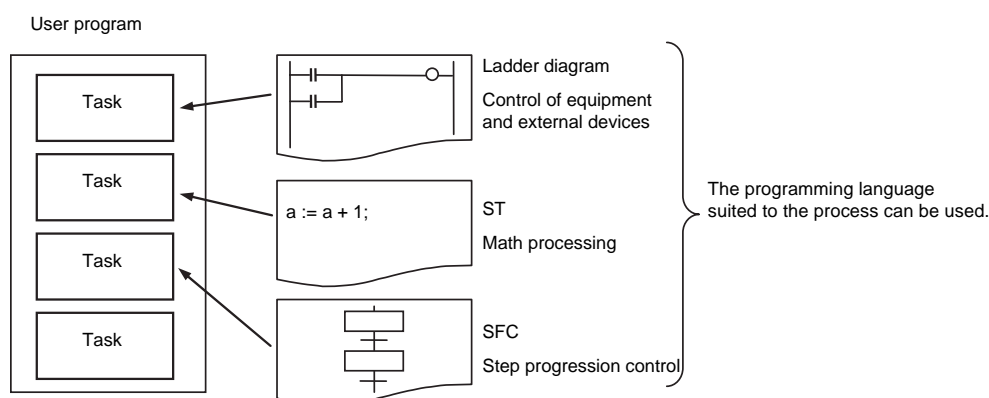 User program
Task
Task
Task
Task
Ladder diagram
Control of equipment
and external devices
a := a + 1;
ST
Math processing
SFC
Step progression control
The programming language
suited to the process can be used.